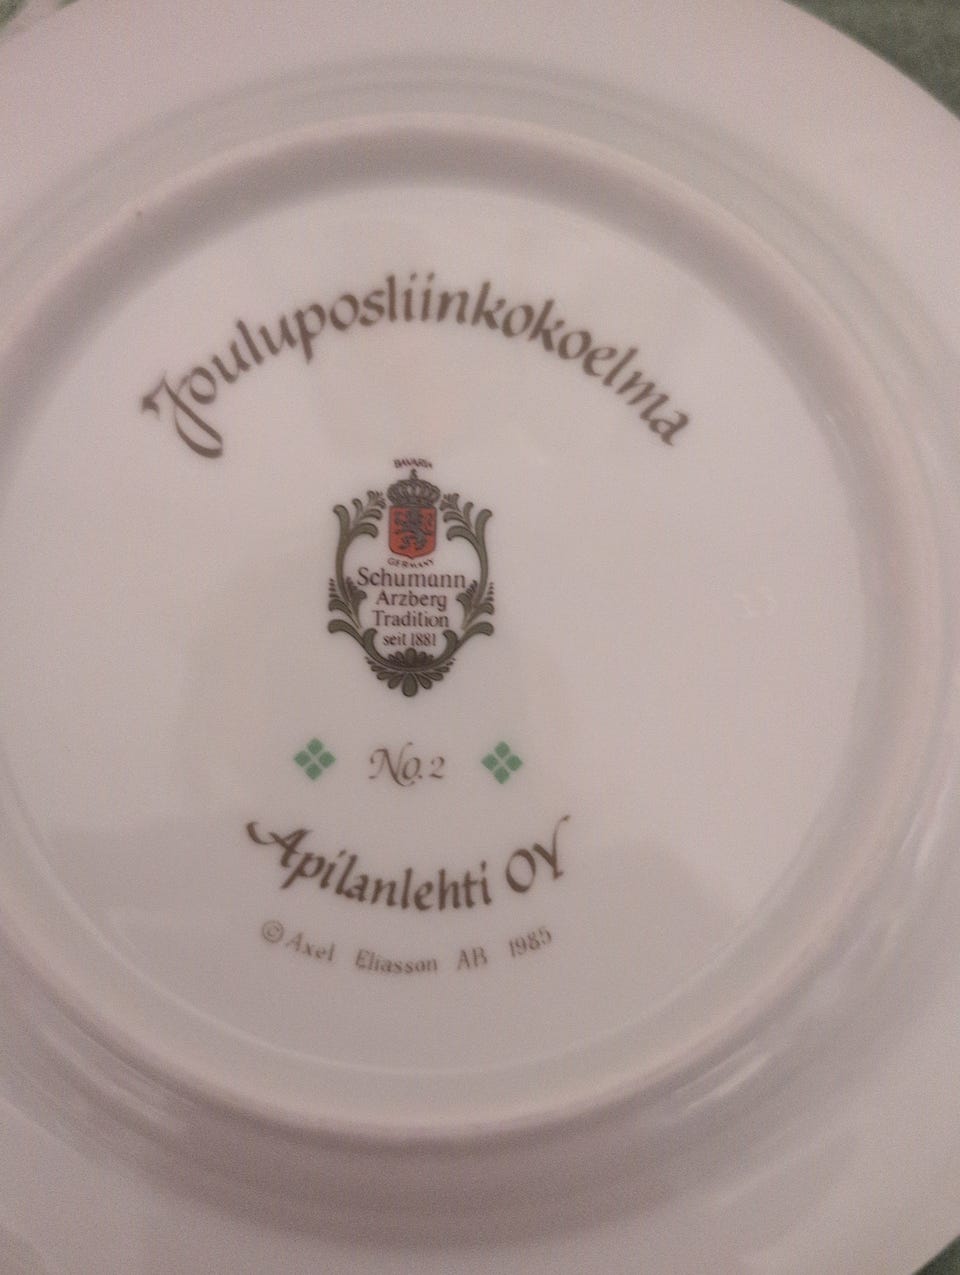 Jouluposliinkokoelma
BAVARIA
GERMANY
Schumann
Arzberg
Tradition
seit 1881
No. 2
Apilanlehti OY
© Axel Eliasson AB 1985